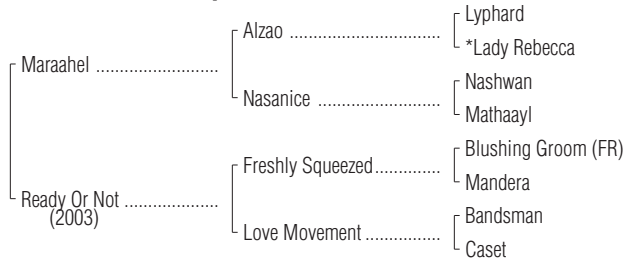 Lyphard
Alzao ................................
*Lady Rebecca
Maraahel ..........................
Nashwan
Nasanice ..........................
Mathaayl
Blushing Groom (FR)
Freshly Squeezed..............
Mandera
Ready Or Not ....................
(2003)
Bandsman
Love Movement ................
Caset